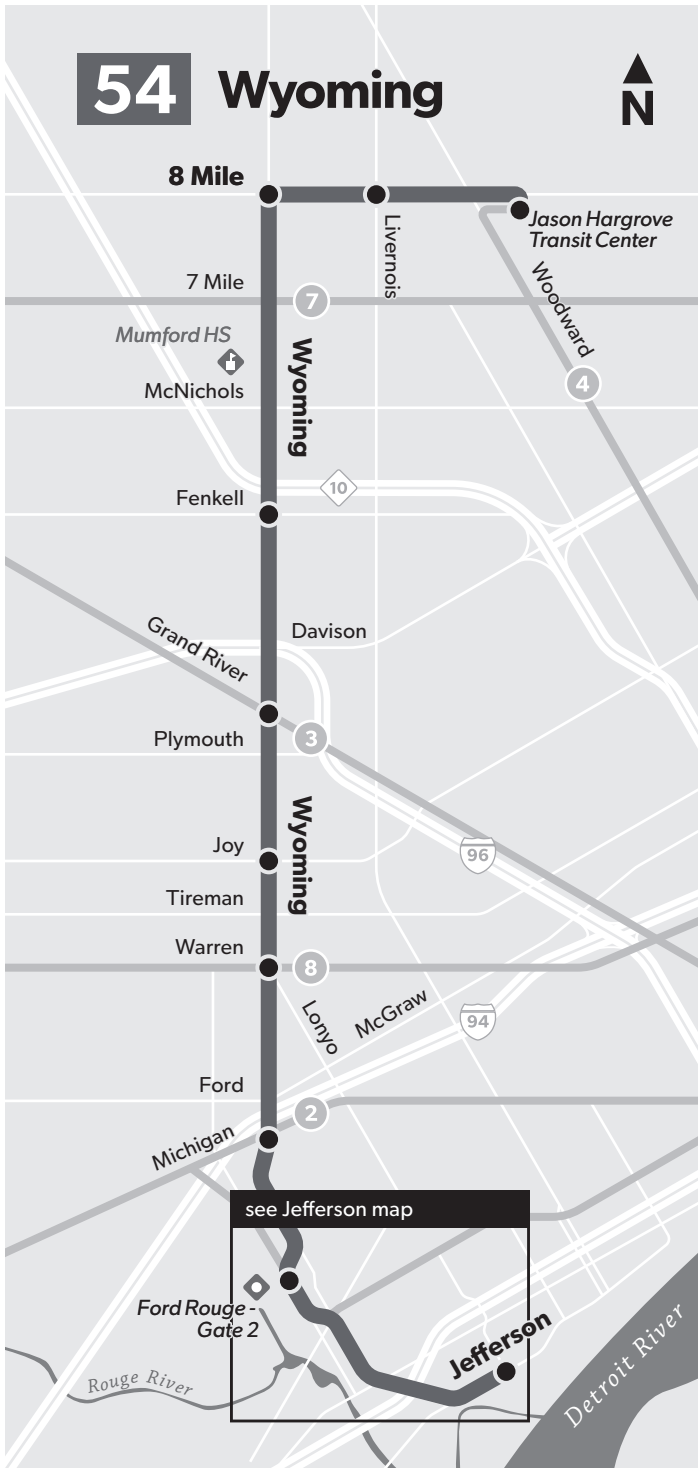 54 Wyoming
N
8 Mile
Livernois
Jason Hargrove
Transit Center
7 Mile
7
Woodward
Mumford HS
Wyoming
McNichols
4
10
Fenkell
Davison
Grand River
Plymouth
3
Wyoming
Joy
96
Tireman
Warren
8
Lonyo
McGraw
94
Ford
2
Michigan
see Jefferson map
Ford Rouge -
Gate 2
Jefferson
Rouge River
Detroit River